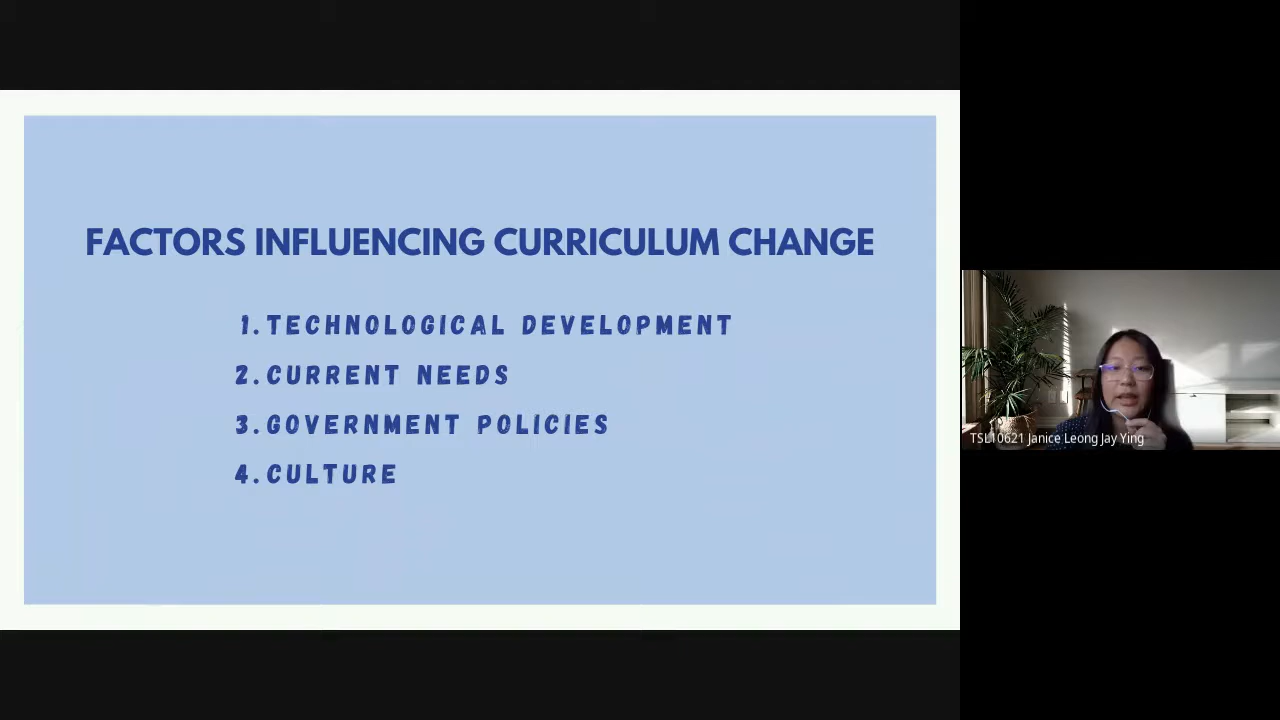 FACTORS INFLUENCING CURRICULUM CHANGE
1. TECHNOLOGICAL DEVELOPMENT
2. CURRENT NEEDS
3. GOVERNMENT POLICIES
4. CULTURE
TSL10621 Janice Leong Jay Ying